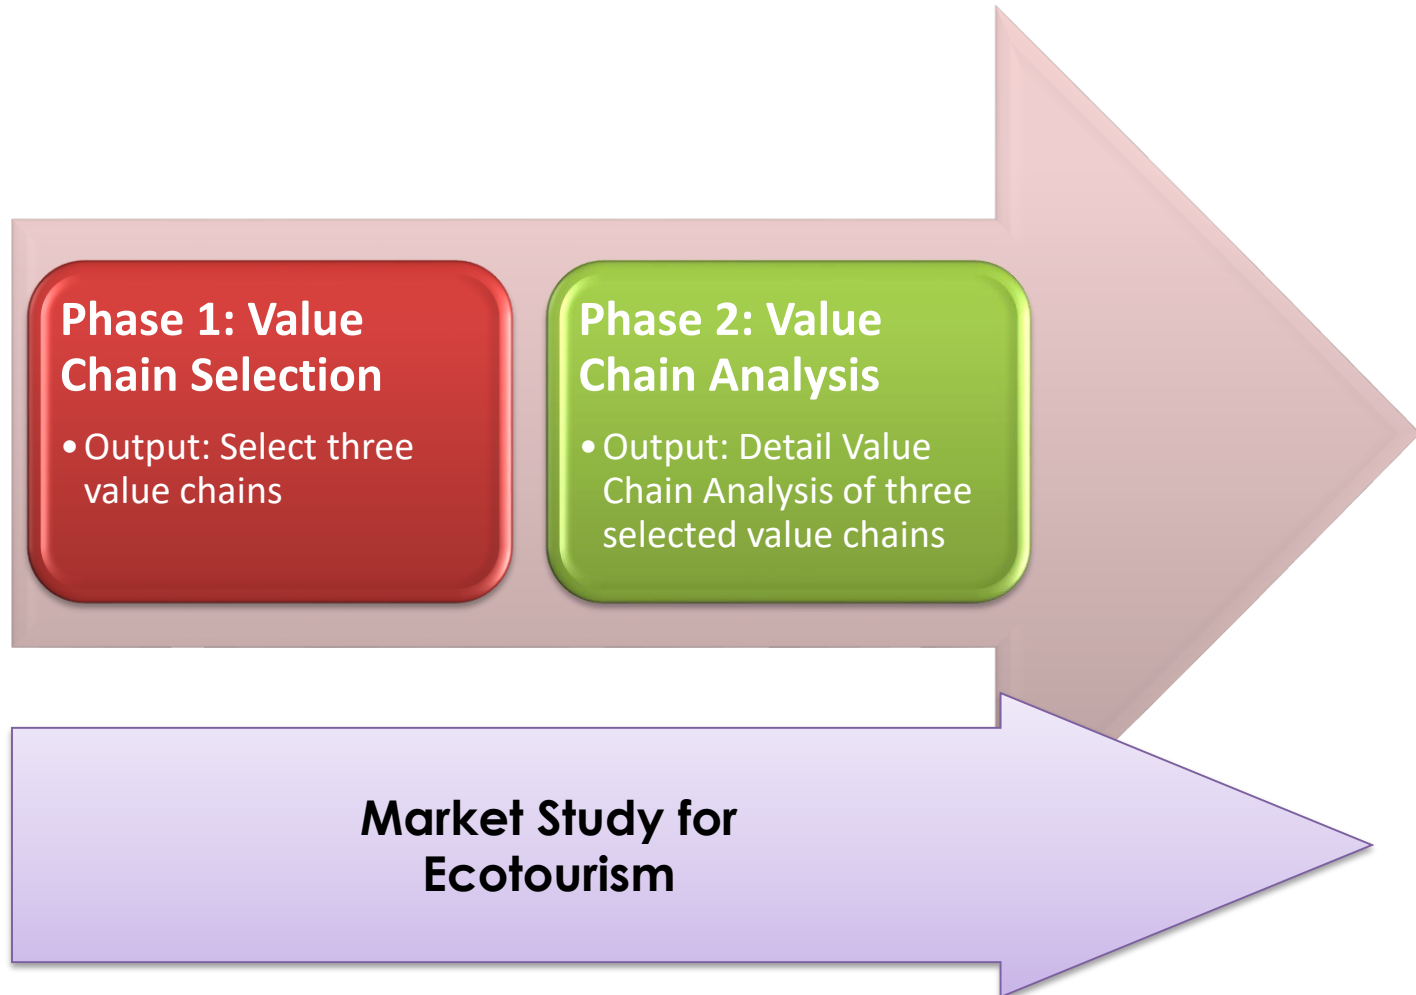 Phase 1: Value
Chain Selection
• Output: Select three
value chains
Phase 2: Value
Chain Analysis
• Output: Detail Value
Chain Analysis of three
selected value chains
Market Study for
Ecotourism